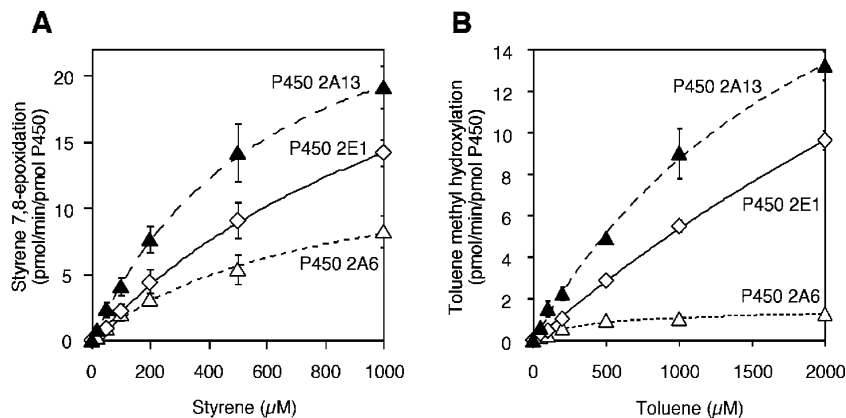 A
Styrene 7,8-epoxidation
(pmol/min/pmol P450)
20
15
10
5
0
P450 2A13
P450 2E1
P450 2A6
0
200
400
600
800
1000
Styrene (µM)
B
Toluene methyl hydroxylation
(pmol/min/pmol P450)
14
12
10
8
6
4
2
0
P450 2A13
P450 2E1
P450 2A6
0
500
1000
1500
2000
Toluene (µM)